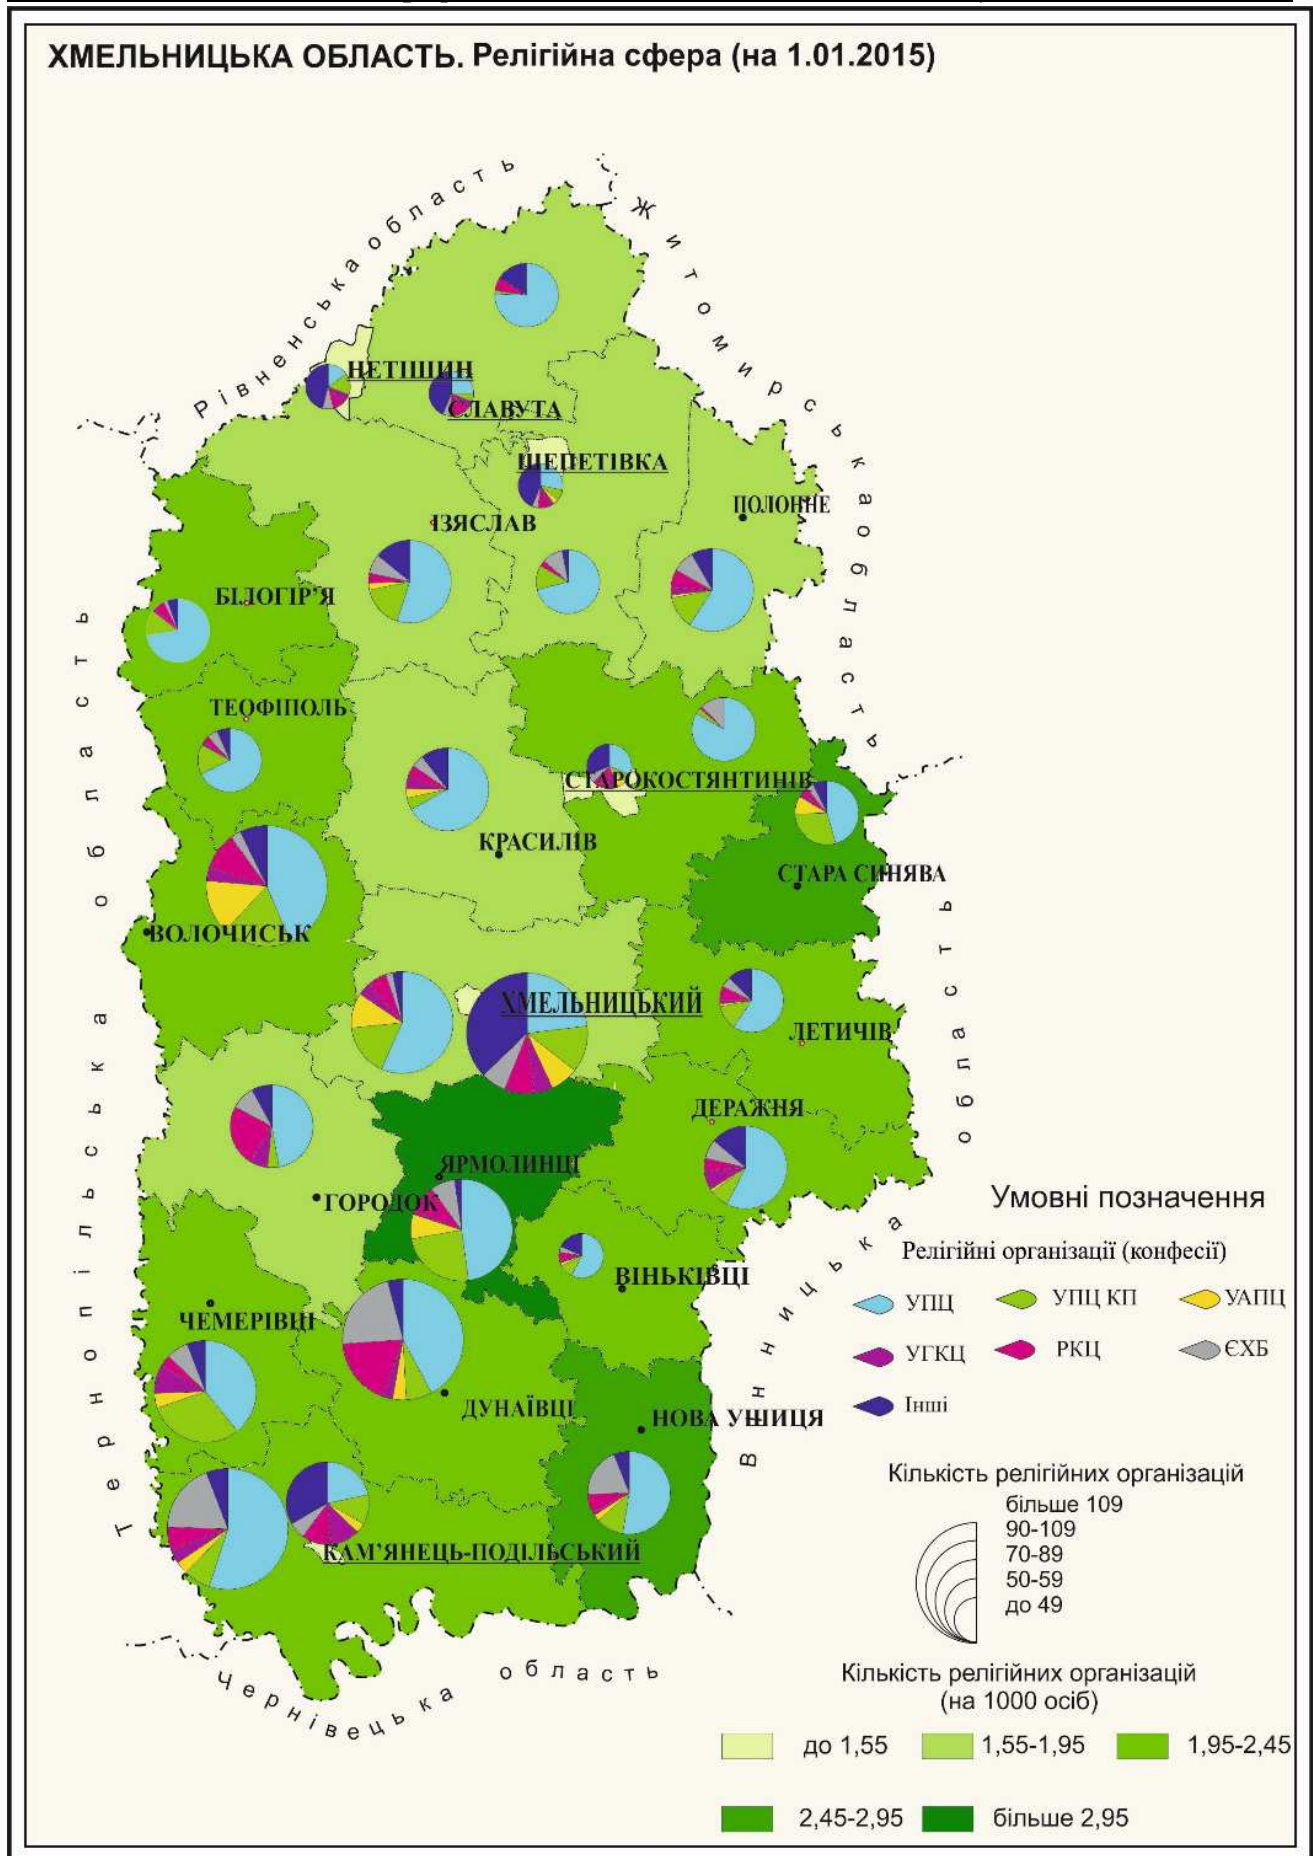 ХМЕЛЬНИЦЬКА ОБЛАСТЬ. Релігійна сфера (на 1.01.2015)
Рівненська область
Житомирська область
НЕТІШИН
СЛАВУТА
ШЕПЕТІВКА
ПОЛОННЕ
ІЗЯСЛАВ
БІЛОГІР'Я
ТЕОФІПОЛЬ
СТАРОКОСТЯНТИНІВ
КРАСИЛІВ
СТАРА СИНЯВА
ВОЛОЧИСЬК
ХМЕЛЬНИЦЬКИЙ
ЛЕТИЧІВ
ДЕРАЖНЯ
ЯРМОЛИНЦІ
ГОРОДОК
ВІНЬКІВЦІ
ЧЕМЕРІВЦІ
ДУНАЇВЦІ
НОВА УШИЦЯ
КАМ'ЯНЕЦЬ-ПОДІЛЬСЬКИЙ
Тернопільська область
Вінницька область
Чернівецька область
Умовні позначення
Релігійні організації (конфесії)
УПЦ УПЦ КП УАПЦ
УГКЦ РКЦ ЄХБ
Інші
Кількість релігійних організацій
більше 109
90-109
70-89
50-59
до 49
Кількість релігійних організацій
(на 1000 осіб)
до 1,55 1,55-1,95 1,95-2,45
2,45-2,95 більше 2,95